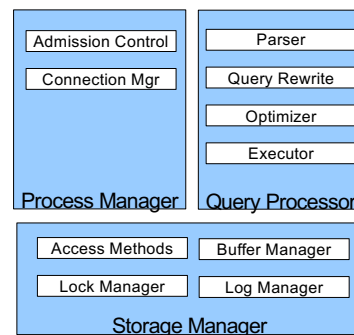 Admission Control
Connection Mgr
Process Manager
Parser
Query Rewrite
Optimizer
Executor
Query Processor
Access Methods
Buffer Manager
Lock Manager
Log Manager
Storage Manager